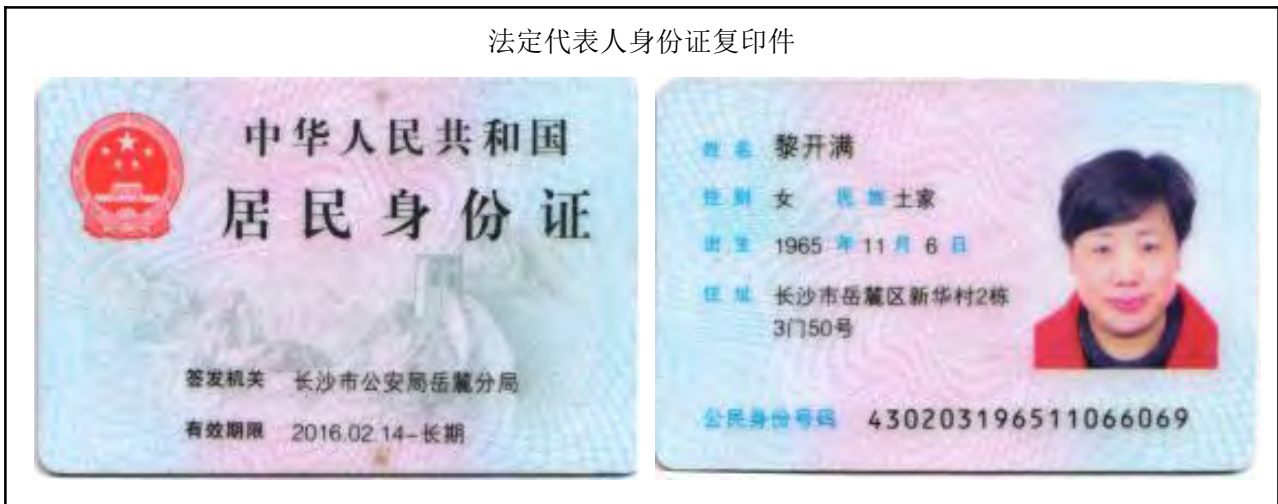 法定代表人身份证复印件
中华人民共和国
居民身份证
签发机关 长沙市公安局岳麓分局
有效期限 2016.02.14-长期
姓名 黎开满
性别 女 民族 土家
出生 1965 年 11 月 6 日
住址 长沙市岳麓区新华村2栋
3门50号
公民身份号码 430203196511066069